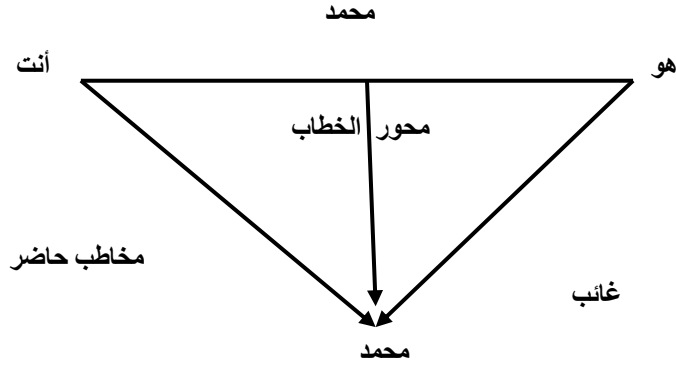 محمد
هو
أنت
محور الخطاب
مخاطب حاضر
غائب
محمد